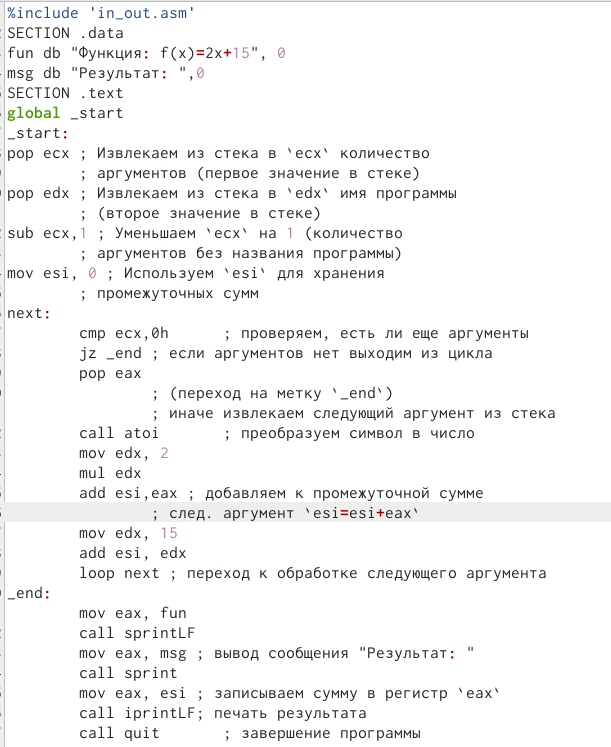 %include 'in_out.asm'
SECTION .data
fun db "Функция: f(x)=2x+15", 0
msg db "Результат: ",0
SECTION .text
global _start
_start:
pop ecx ; Извлекаем из стека в `ecx` количество
; аргументов (первое значение в стеке)
pop edx ; Извлекаем из стека в `edx` имя программы
; (второе значение в стеке)
sub ecx,1 ; Уменьшаем `ecx` на 1 (количество
; аргументов без названия программы)
mov esi, 0 ; Используем `esi` для хранения
; промежуточных сумм
next:
cmp ecx,0h ; проверяем, есть ли еще аргументы
jz _end ; если аргументов нет выходим из цикла
pop eax
; (переход на метку `_end`)
; иначе извлекаем следующий аргумент из стека
call atoi ; преобразуем символ в число
mov edx, 2
mul edx
add esi,eax ; добавляем к промежуточной сумме
; след. аргумент `esi=esi+eax`
mov edx, 15
add esi, edx
loop next ; переход к обработке следующего аргумента
_end:
mov eax, fun
call sprintLF
mov eax, msg ; вывод сообщения "Результат: "
call sprint
mov eax, esi ; записываем сумму в регистр `eax`
call iprintLF; печать результата
call quit ; завершение программы